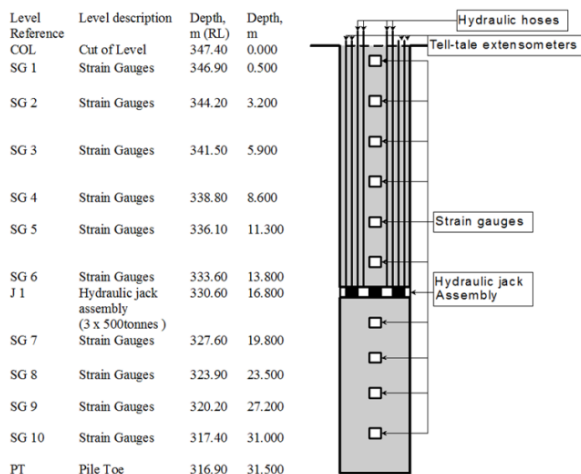 Level Reference Level description Depth, m (RL) Depth, m
COL Cut of Level 347.40 0.000
SG 1 Strain Gauges 346.90 0.500
SG 2 Strain Gauges 344.20 3.200
SG 3 Strain Gauges 341.50 5.900
SG 4 Strain Gauges 338.80 8.600
SG 5 Strain Gauges 336.10 11.300
SG 6 Strain Gauges 333.60 13.800
J 1 Hydraulic jack assembly (3 x 500tonnes ) 330.60 16.800
SG 7 Strain Gauges 327.60 19.800
SG 8 Strain Gauges 323.90 23.500
SG 9 Strain Gauges 320.20 27.200
SG 10 Strain Gauges 317.40 31.000
PT Pile Toe 316.90 31.500
Hydraulic hoses
Tell-tale extensometers
Strain gauges
Hydraulic jack
Assembly